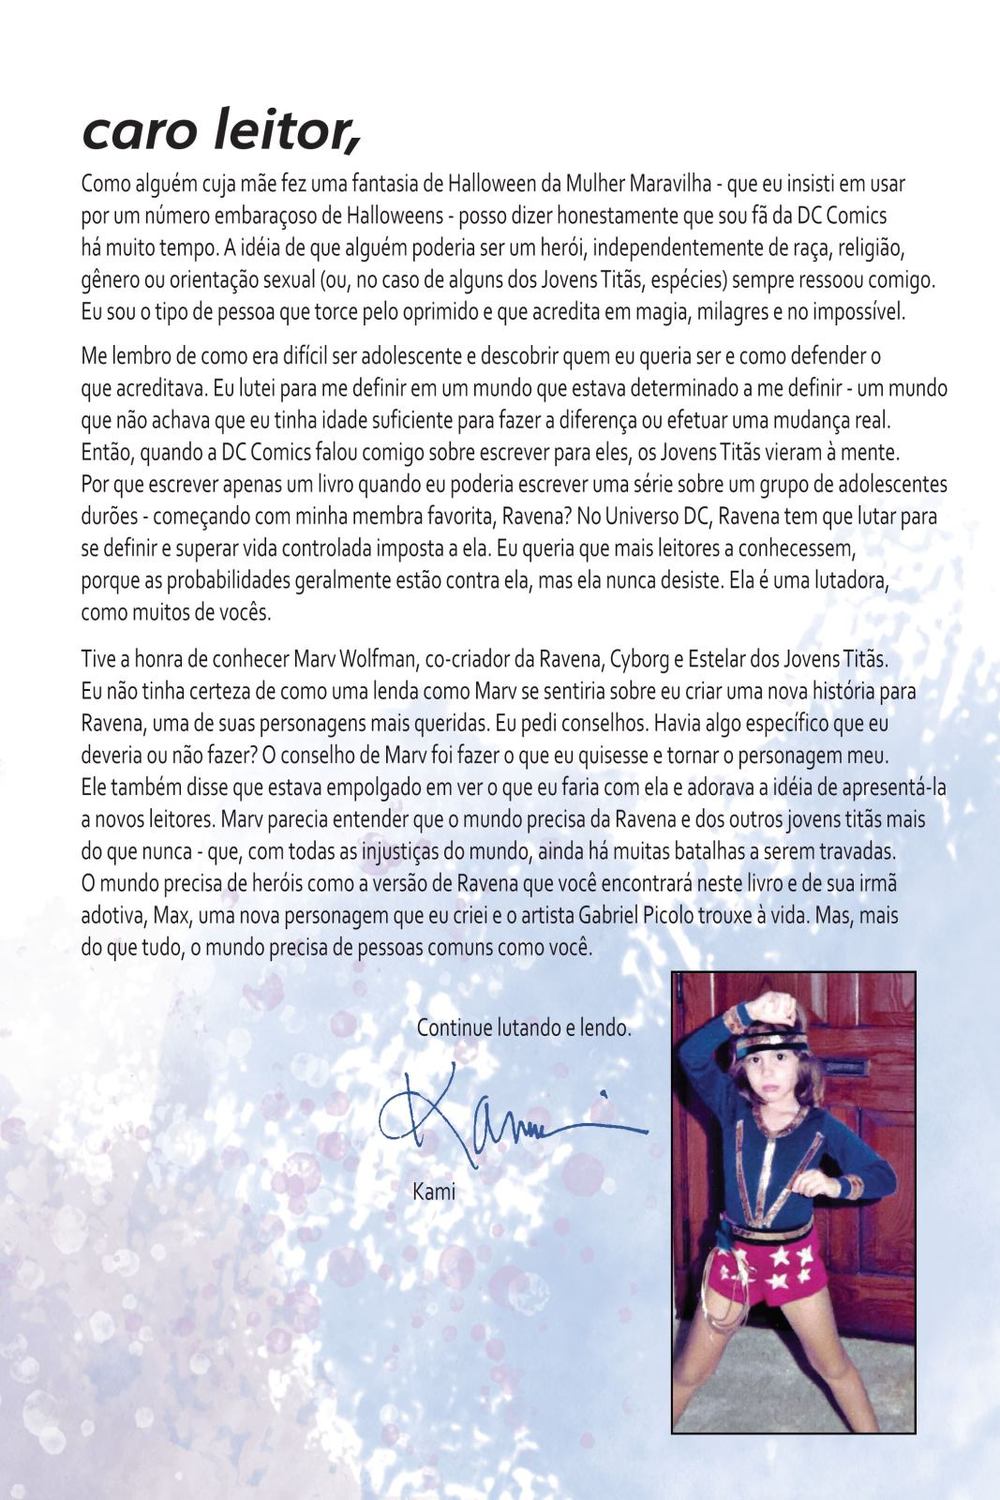 caro leitor,
Como alguém cuja mãe fez uma fantasia de Halloween da Mulher Maravilha - que eu insisti em usar
por um número embaraçoso de Halloweens - posso dizer honestamente que sou fã da DC Comics
há muito tempo. A idéia de que alguém poderia ser um herói, independentemente de raça, religião,
gênero ou orientação sexual (ou, no caso de alguns dos Jovens Titãs, espécies) sempre ressoou comigo.
Eu sou o tipo de pessoa que torce pelo oprimido e que acredita em magia, milagres e no impossível.
Me lembro de como era difícil ser adolescente e descobrir quem eu queria ser e como defender o
que acreditava. Eu lutei para me definir em um mundo que estava determinado a me definir - um mundo
que não achava que eu tinha idade suficiente para fazer a diferença ou efetuar uma mudança real.
Então, quando a DC Comics falou comigo sobre escrever para eles, os Jovens Titãs vieram à mente.
Por que escrever apenas um livro quando eu poderia escrever uma série sobre um grupo de adolescentes
durões - começando com minha membra favorita, Ravena? No Universo DC, Ravena tem que lutar para
se definir e superar vida controlada imposta a ela. Eu queria que mais leitores a conhecessem,
porque as probabilidades geralmente estão contra ela, mas ela nunca desiste. Ela é uma lutadora,
como muitos de vocês.
Tive a honra de conhecer Marv Wolfman, co-criador da Ravena, Cyborg e Estelar dos Jovens Titãs.
Eu não tinha certeza de como uma lenda como Marv se sentiria sobre eu criar uma nova história para
Ravena, uma de suas personagens mais queridas. Eu pedi conselhos. Havia algo específico que eu
deveria ou não fazer? O conselho de Marv foi fazer o que eu quisesse e tornar o personagem meu.
Ele também disse que estava empolgado em ver o que eu faria com ela e adorava a idéia de apresentá-la
a novos leitores. Marv parecia entender que o mundo precisa da Ravena e dos outros jovens titãs mais
do que nunca - que, com todas as injustiças do mundo, ainda há muitas batalhas a serem travadas.
O mundo precisa de heróis como a versão de Ravena que você encontrará neste livro e de sua irmã
adotiva, Max, uma nova personagem que eu criei e o artista Gabriel Picolo trouxe à vida. Mas, mais
do que tudo, o mundo precisa de pessoas comuns como você.
Continue lutando e lendo.
Kami
Kami